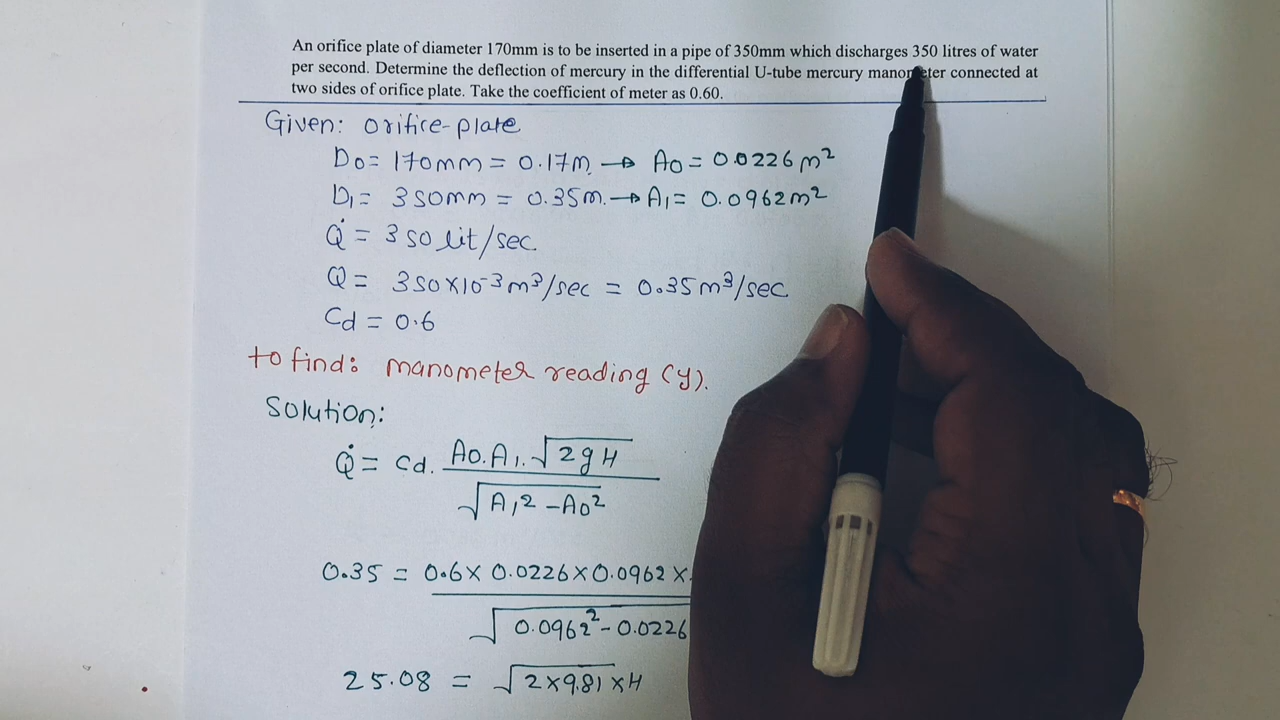 An orifice plate of diameter 170mm is to be inserted in a pipe of 350mm which discharges 350 litres of water
per second. Determine the deflection of mercury in the differential U-tube mercury manometer connected at
two sides of orifice plate. Take the coefficient of meter as 0.60.
Given: orifice-plate
D₀ = 170mm = 0.17m → A₀ = 0.0226 m²
D₁ = 350mm = 0.35m. → A₁ = 0.0962m²
Q̇ = 350 lit/sec
Q = 350×10⁻³ m³/sec = 0.35 m³/sec
Cd = 0.6
to find: manometer reading (y).
Solution:
Q̇ = Cd. A₀.A₁.√2gH
√A₁² - A₀²
0.35 = 0.6 × 0.0226 × 0.0962 ×
√0.0962² - 0.0226
25.08 = √2×9.81×H